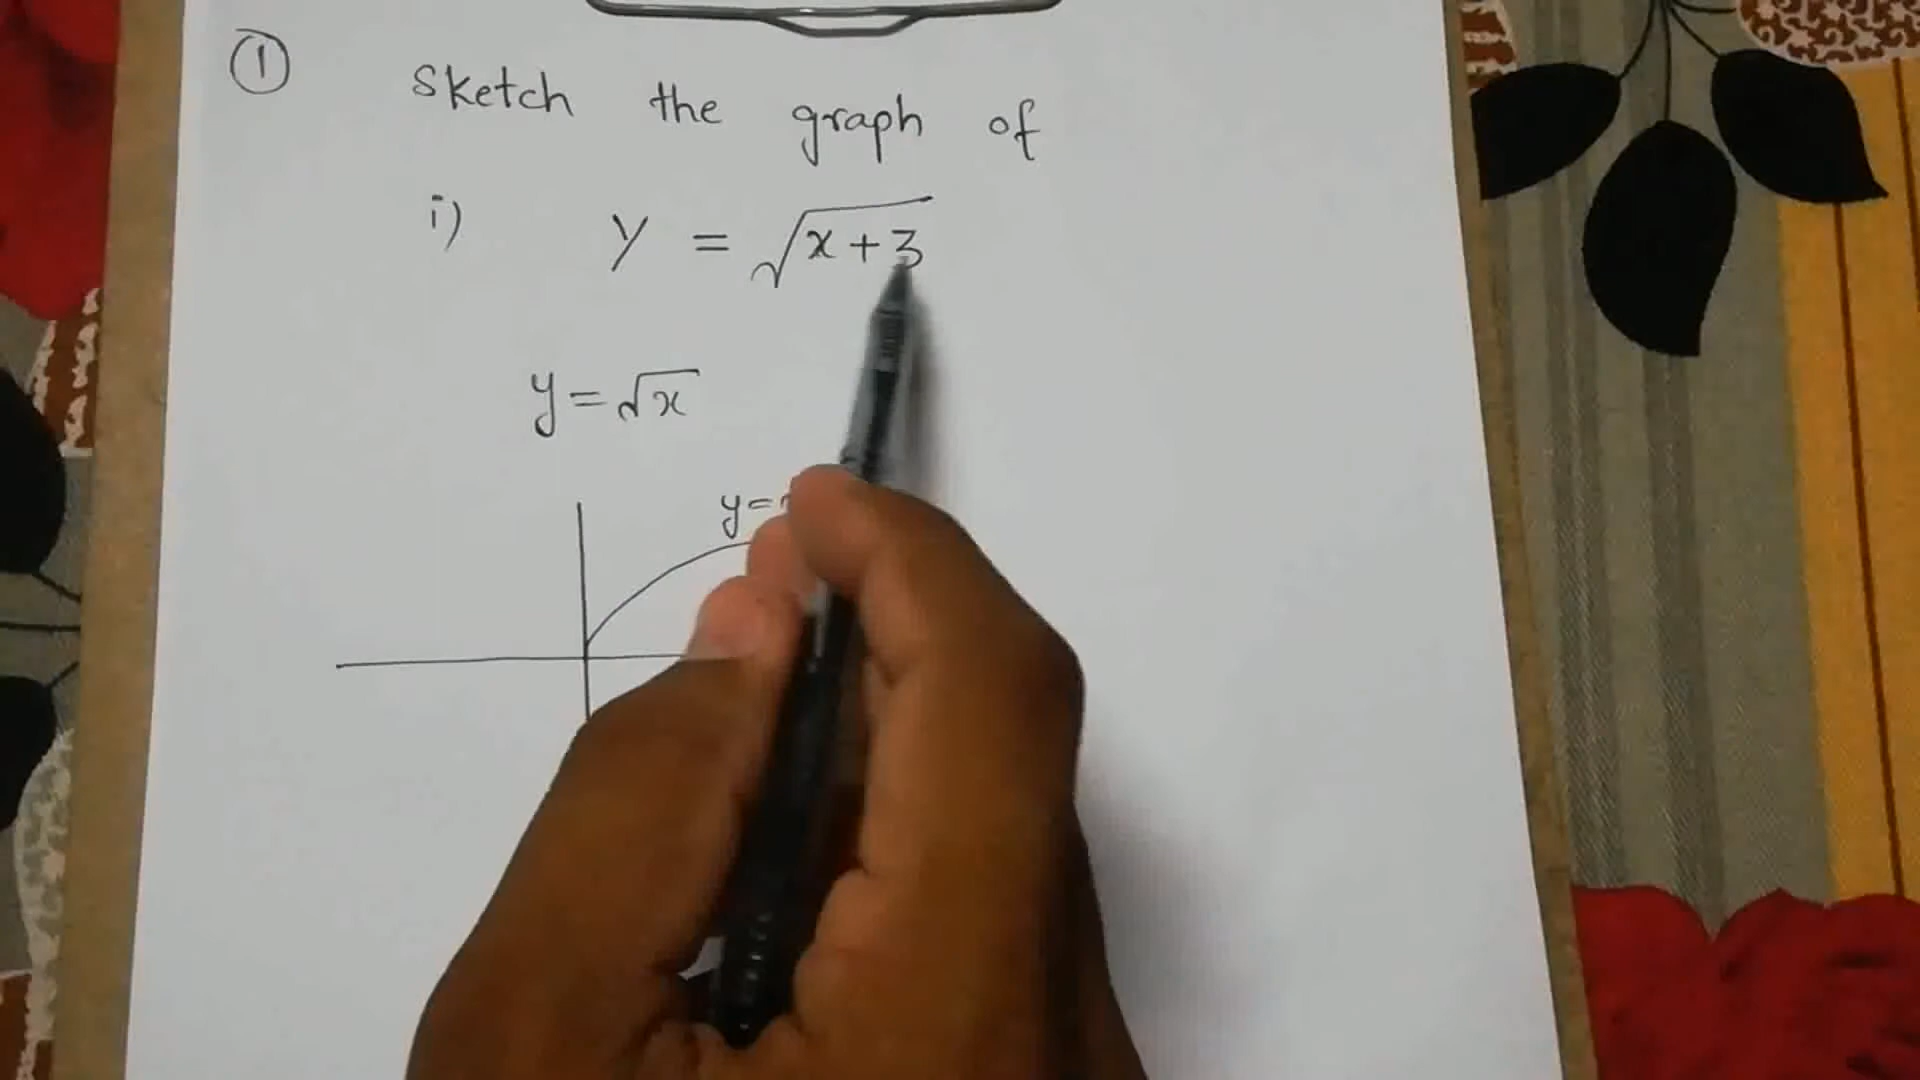 ① Sketch the graph of
i) y = √x+3
y = √x
y =